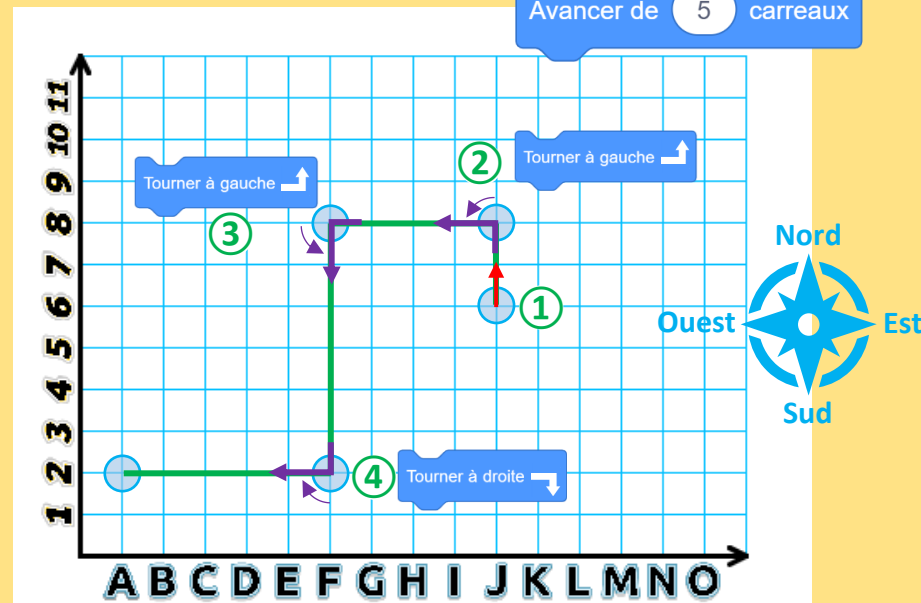 Avancer de 5 carreaux
11
10
9
8
7
6
5
4
3
2
1
Tourner à gauche
2
Tourner à gauche
3
1
Nord
Ouest
Est
Sud
4
Tourner à droite
A B C D E F G H I J K L M N O